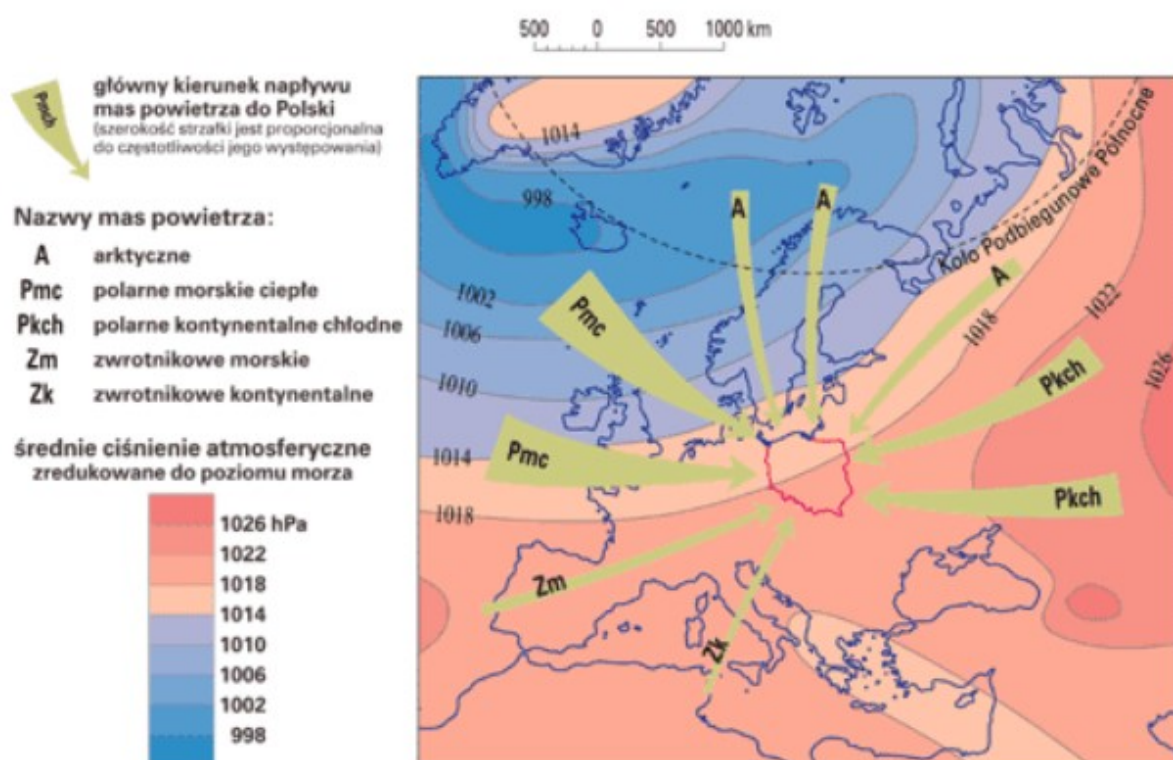 500 0 500 1000 km
Pmch
główny kierunek napływu
mas powietrza do Polski
(szerokość strzałki jest proporcjonalna
do częstotliwości jego występowania)
Nazwy mas powietrza:
A arktyczne
Pmc polarne morskie ciepłe
Pkch polarne kontynentalne chłodne
Zm zwrotnikowe morskie
Zk zwrotnikowe kontynentalne
średnie ciśnienie atmosferyczne
zredukowane do poziomu morza
1026 hPa
1022
1018
1014
1010
1006
1002
998
1014
998
A
A
Koło Podbiegunowe Północne
A
1002
Pmc
1006
1018
1022
1026
1010
Pkch
1014
Pmc
Pkch
1018
Zm
Zk